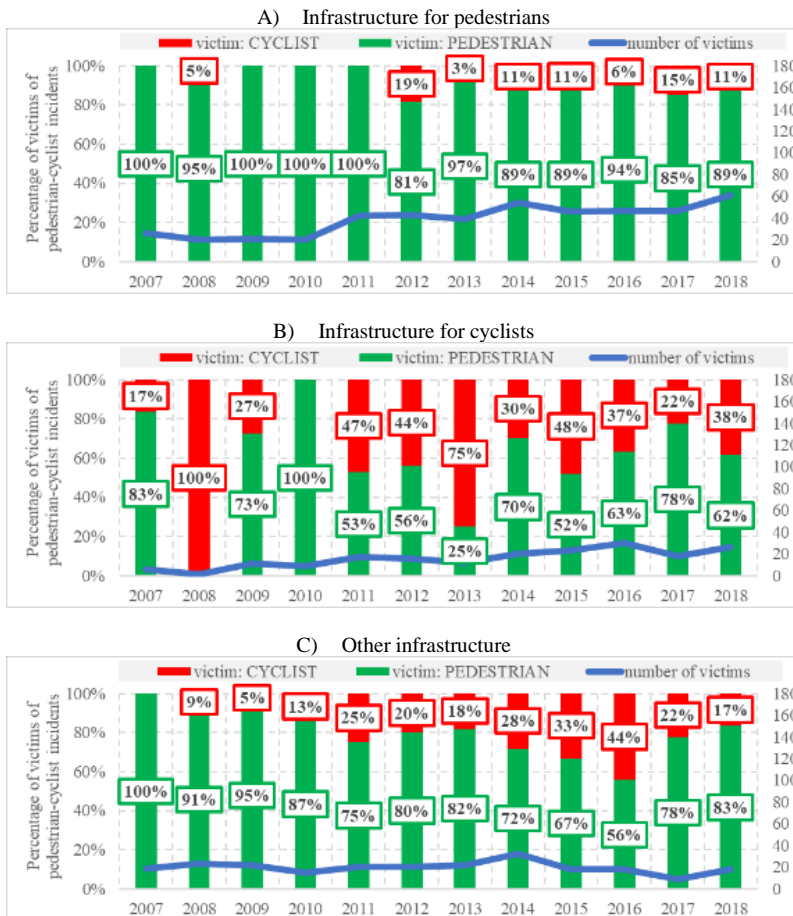 A) Infrastructure for pedestrians
victim: CYCLIST victim: PEDESTRIAN number of victims
Percentage of victims of
pedestrian-cyclist incidents
100% 180
160
80% 140
120
60% 100
40% 80
60
20% 40
20
0% 0
5% 19% 3% 11% 11% 6% 15% 11%
100% 95% 100% 100% 100% 81% 97% 89% 89% 94% 85% 89%
2007 2008 2009 2010 2011 2012 2013 2014 2015 2016 2017 2018
B) Infrastructure for cyclists
victim: CYCLIST victim: PEDESTRIAN number of victims
Percentage of victims of
pedestrian-cyclist incidents
100% 180
160
80% 140
120
60% 100
40% 80
60
20% 40
20
0% 0
17% 100% 27% 47% 44% 75% 30% 48% 37% 22% 38%
83% 73% 100% 53% 56% 25% 70% 52% 63% 78% 62%
2007 2008 2009 2010 2011 2012 2013 2014 2015 2016 2017 2018
C) Other infrastructure
victim: CYCLIST victim: PEDESTRIAN number of victims
Percentage of victims of
pedestrian-cyclist incidents
100% 180
160
80% 140
120
60% 100
40% 80
60
20% 40
20
0% 0
9% 5% 13% 25% 20% 18% 28% 33% 44% 22% 17%
100% 91% 95% 87% 75% 80% 82% 72% 67% 56% 78% 83%
2007 2008 2009 2010 2011 2012 2013 2014 2015 2016 2017 2018